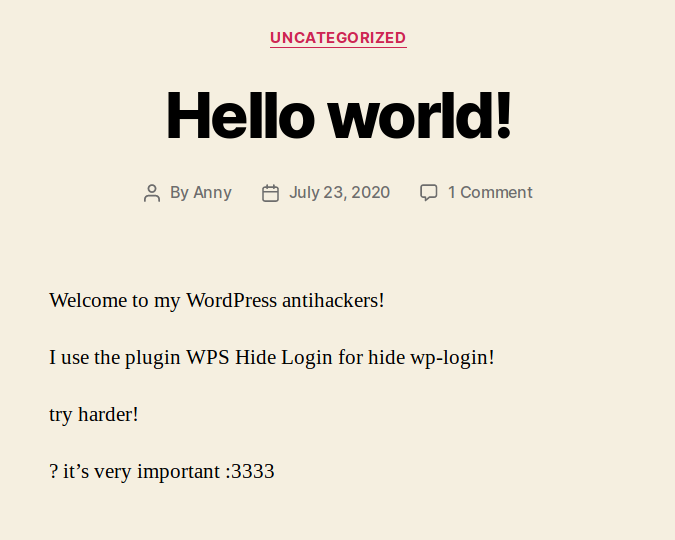 UNCATEGORIZED
Hello world!
By Anny July 23, 2020 1 Comment
Welcome to my WordPress antihackers!
I use the plugin WPS Hide Login for hide wp-login!
try harder!
? it’s very important :3333